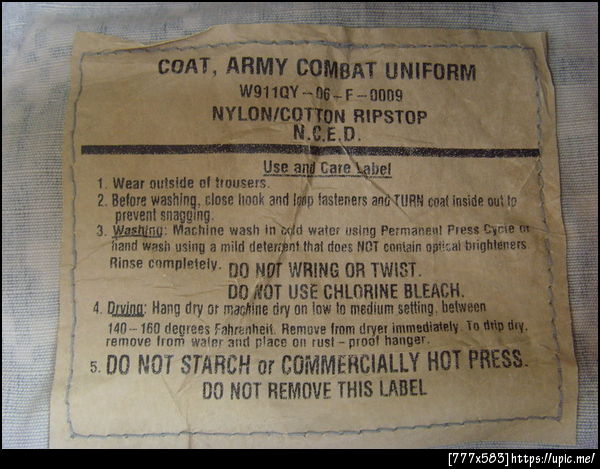 COAT, ARMY COMBAT UNIFORM
W911QY-06-F-0009
NYLON/COTTON RIPSTOP
N.C.E.D.
Use and Care Label
1. Wear outside of trousers.
2. Before washing, close hook and loop fasteners and TURN coat inside out to
prevent snagging.
3. Washing: Machine wash in cold water using Permanent Press Cycle or
hand wash using a mild detergent that does NOT contain optical brighteners.
Rinse completely. DO NOT WRING OR TWIST.
DO NOT USE CHLORINE BLEACH.
4. Drying: Hang dry or machine dry on low to medium setting, between
140-160 degrees Fahrenheit. Remove from dryer immediately. To drip dry,
remove from water and place on rust-proof hanger.
5. DO NOT STARCH or COMMERCIALLY HOT PRESS.
DO NOT REMOVE THIS LABEL
[777x583]https://upic.me/